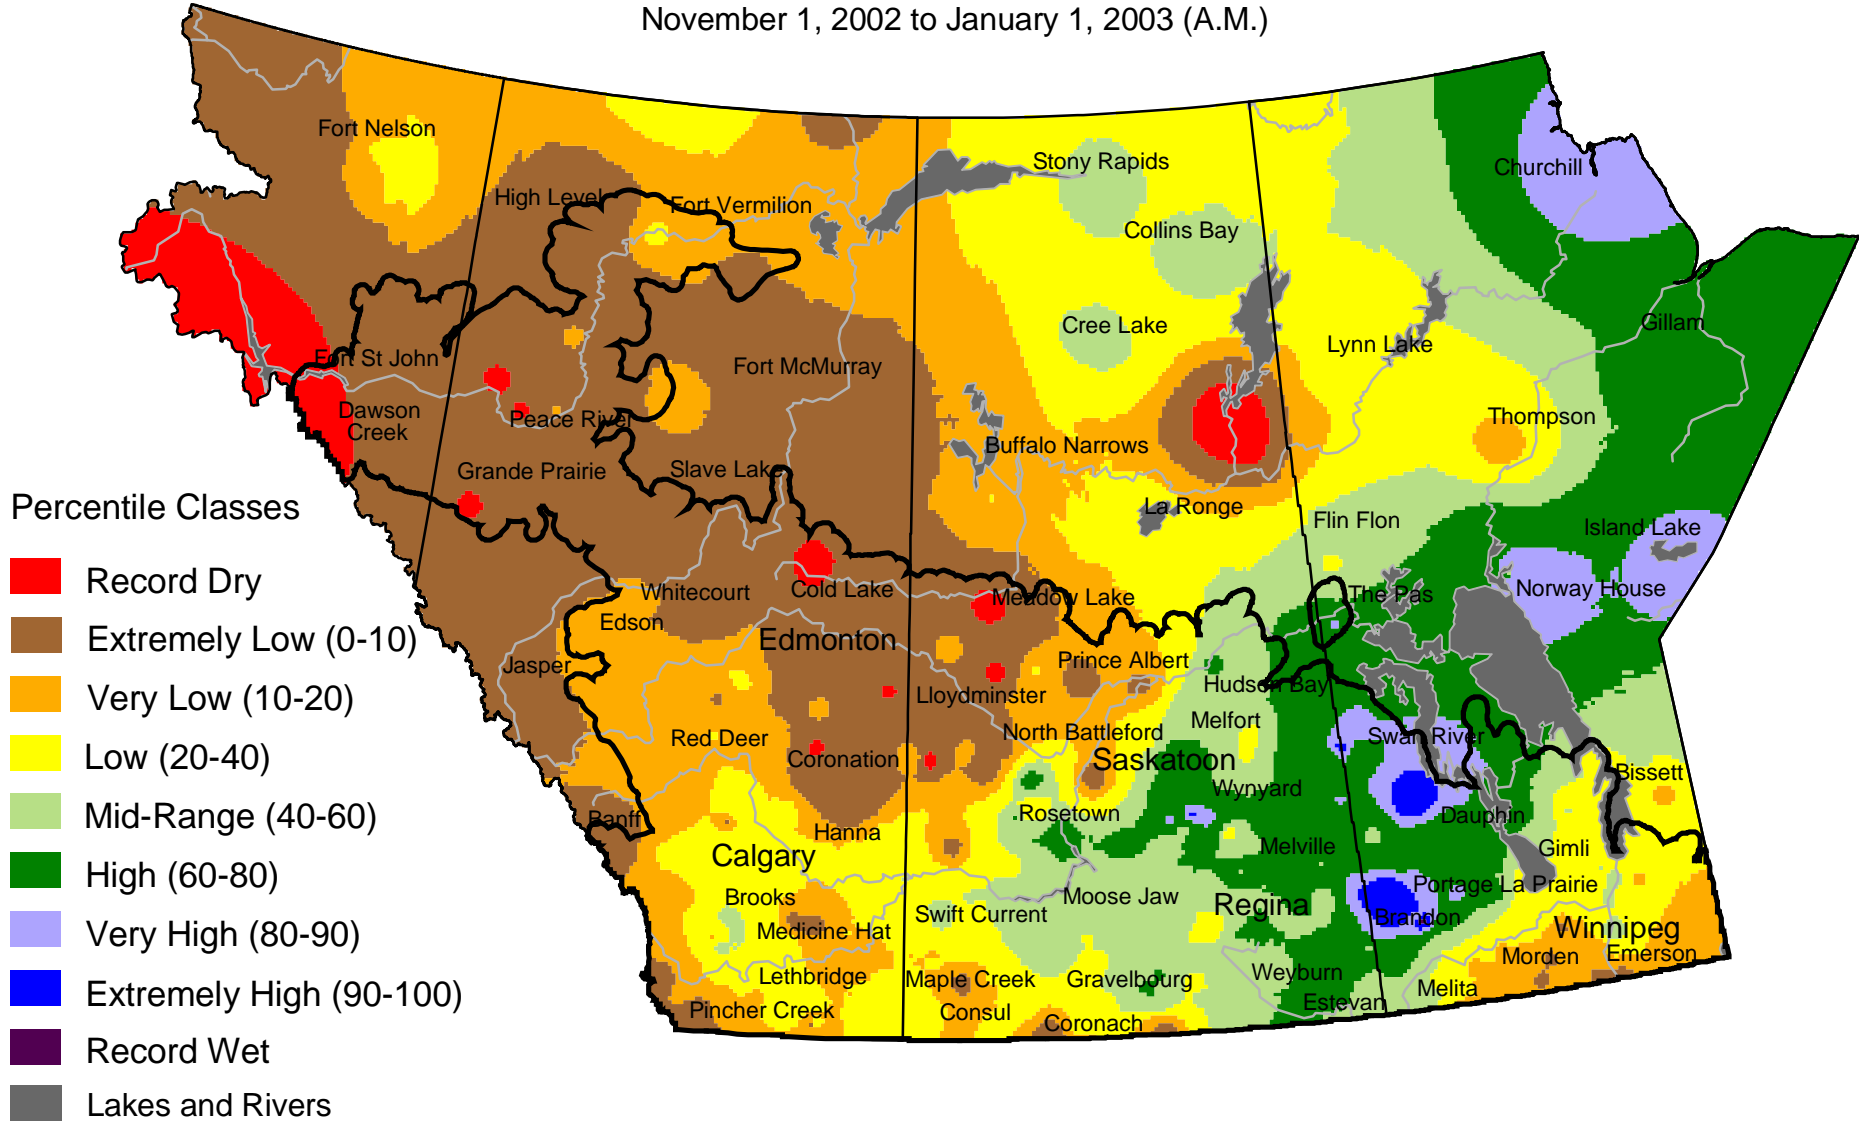 November 1, 2002 to January 1, 2003 (A.M.)
Fort Nelson
Churchill
Stony Rapids
High Level
Fort Vermilion
Collins Bay
Gillam
Cree Lake
Lynn Lake
Fort St John
Fort McMurray
Dawson
Creek
Peace River
Thompson
Buffalo Narrows
Grande Prairie
Slave Lake
La Ronge
Flin Flon
Island Lake
Whitecourt
Cold Lake
Meadow Lake
The Pas
Norway House
Edson
Edmonton
Jasper
Prince Albert
Hudson Bay
Lloydminster
Melfort
Red Deer
North Battleford
Swan River
Coronation
Saskatoon
Bissett
Wynyard
Banff
Hanna
Rosetown
Dauphin
Calgary
Melville
Gimli
Brooks
Moose Jaw
Portage La Prairie
Swift Current
Regina
Brandon
Medicine Hat
Winnipeg
Lethbridge
Maple Creek
Gravelbourg
Weyburn
Morden
Emerson
Melita
Pincher Creek
Consul
Coronach
Estevan
Percentile Classes
Record Dry
Extremely Low (0-10)
Very Low (10-20)
Low (20-40)
Mid-Range (40-60)
High (60-80)
Very High (80-90)
Extremely High (90-100)
Record Wet
Lakes and Rivers